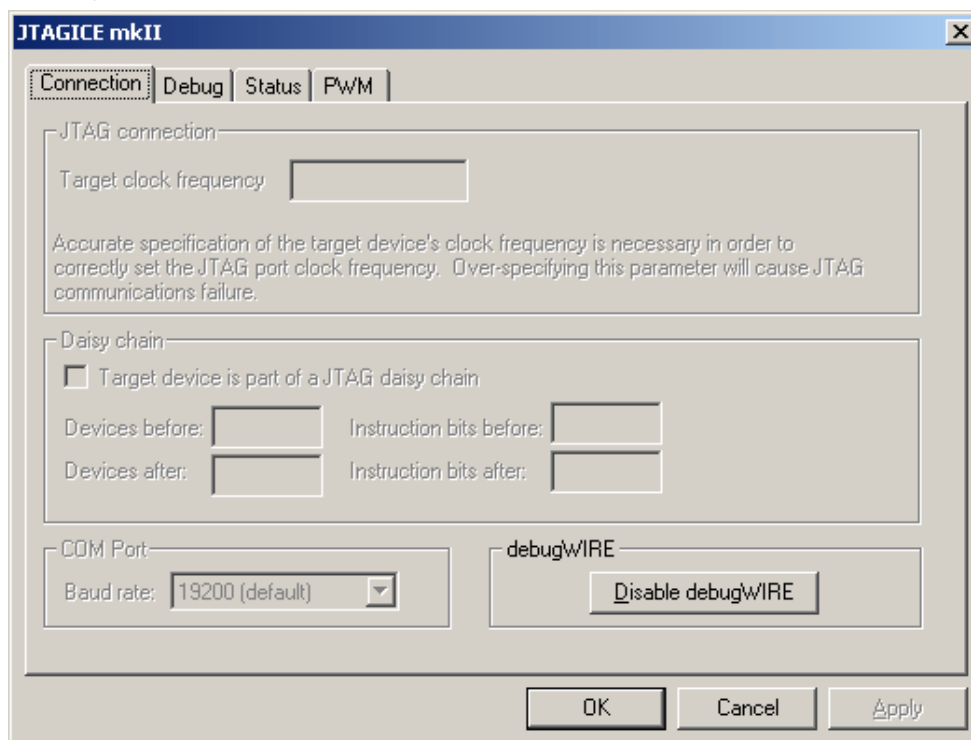 JTAGICE mkII
Connection Debug Status PWM
JTAG connection
Target clock frequency
Accurate specification of the target device's clock frequency is necessary in order to
correctly set the JTAG port clock frequency. Over-specifying this parameter will cause JTAG
communications failure.
Daisy chain
Target device is part of a JTAG daisy chain
Devices before: Instruction bits before:
Devices after: Instruction bits after:
COM Port debugWIRE
Baud rate: 19200 (default) Disable debugWIRE
OK Cancel Apply